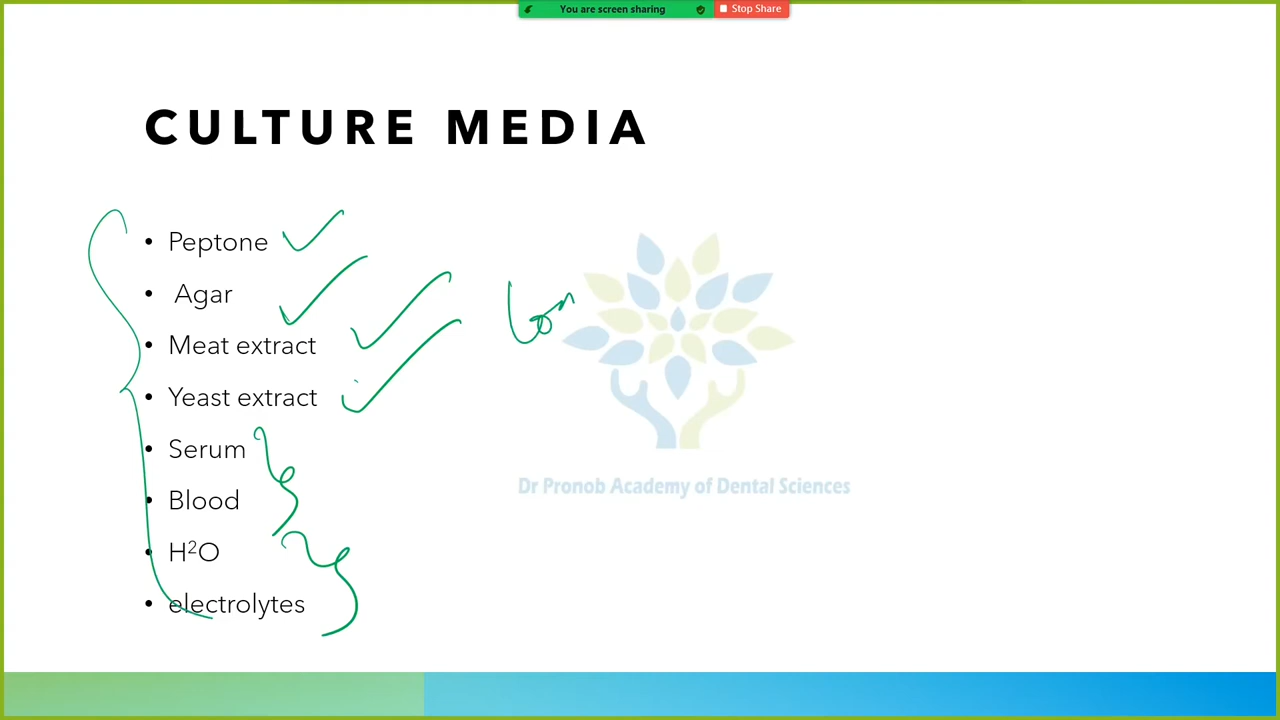 You are screen sharing Stop Share
CULTURE MEDIA
• Peptone
• Agar
• Meat extract
• Yeast extract
• Serum
• Blood
• H²O
• electrolytes
Dr Pronob Academy of Dental Sciences